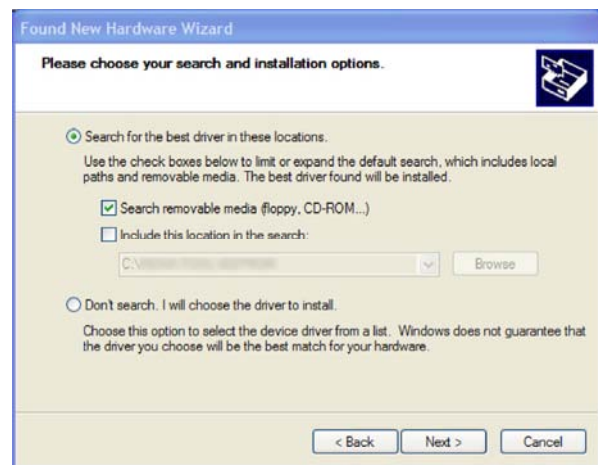 Found New Hardware Wizard
Please choose your search and installation options.
Search for the best driver in these locations.
Use the check boxes below to limit or expand the default search, which includes local
paths and removable media. The best driver found will be installed.
Search removable media (floppy, CD-ROM...)
Include this location in the search:
C:\
Browse
Don't search. I will choose the driver to install.
Choose this option to select the device driver from a list. Windows does not guarantee that
the driver you choose will be the best match for your hardware.
< Back Next > Cancel